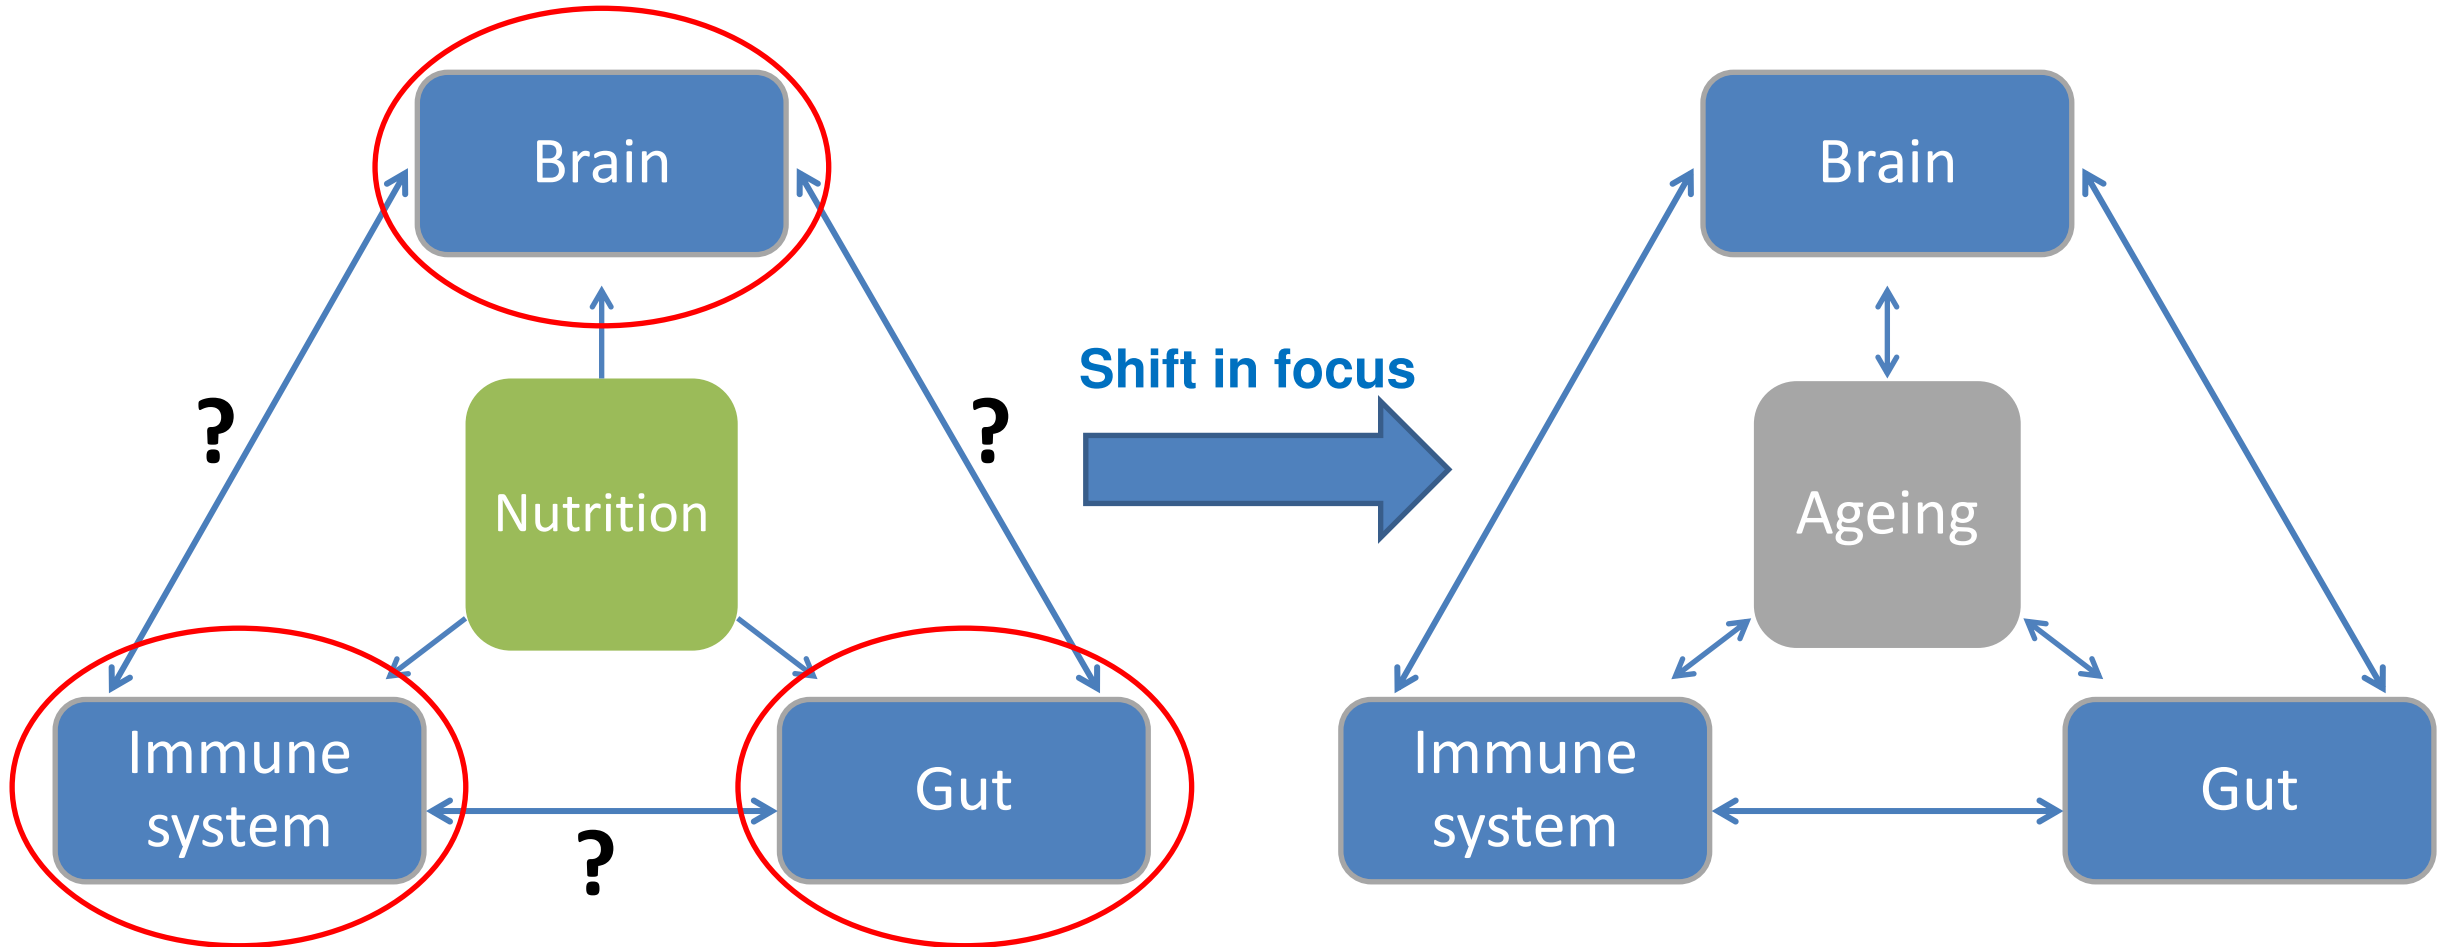 Brain
?
?
Nutrition
Immune
system
Gut
?
Shift in focus
Brain
Ageing
Immune
system
Gut